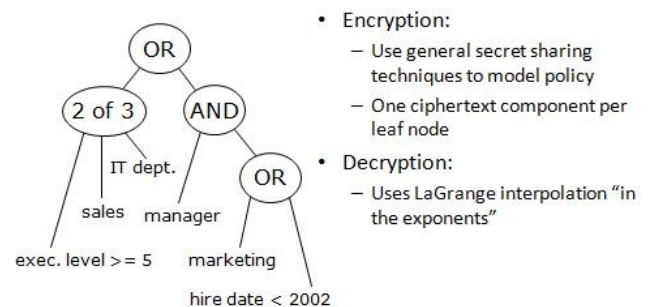 OR
2 of 3
AND
IT dept.
OR
sales
manager
exec. level >= 5
marketing
hire date < 2002
• Encryption:
– Use general secret sharing
techniques to model policy
– One ciphertext component per
leaf node
• Decryption:
– Uses LaGrange interpolation “in
the exponents”